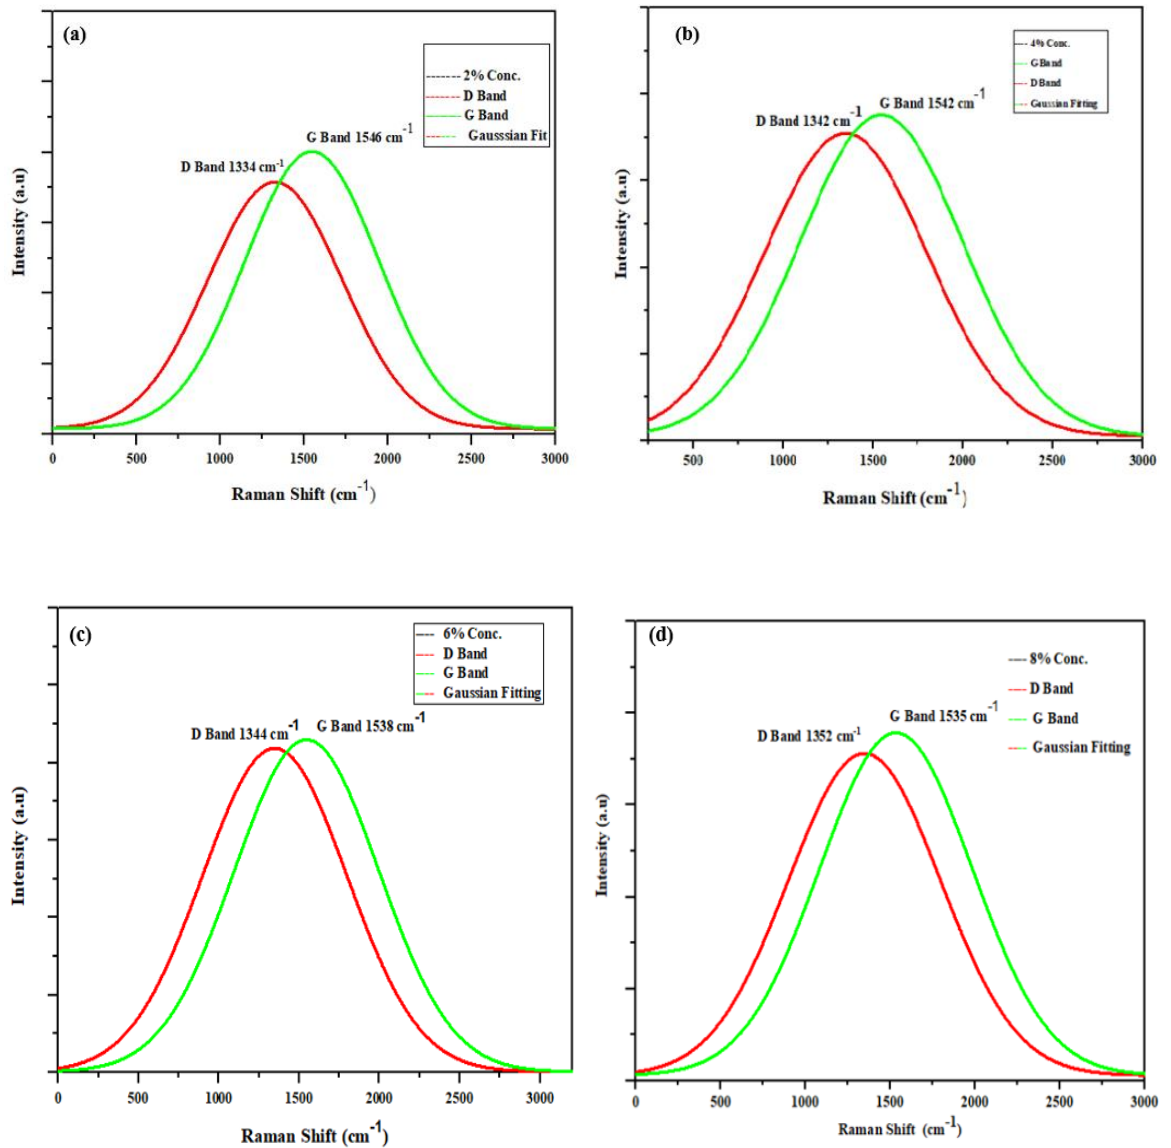 (a)
2% Conc.
D Band
G Band
Gausssian Fit
G Band 1546 cm-1
D Band 1334 cm-1
Intensity (a.u)
0 500 1000 1500 2000 2500 3000
Raman Shift (cm-1)
(b)
4% Conc.
G Band
D Band
Gaussian Fitting
G Band 1542 cm-1
D Band 1342 cm-1
Intensity (a.u)
500 1000 1500 2000 2500 3000
Raman Shift (cm-1)
(c)
6% Conc.
D Band
G Band
Gaussian Fitting
D Band 1344 cm-1
G Band 1538 cm-1
Intensity (a.u)
0 500 1000 1500 2000 2500 3000
Raman Shift (cm-1)
(d)
8% Conc.
D Band
G Band
Gaussian Fitting
G Band 1535 cm-1
D Band 1352 cm-1
Intensity (a.u)
0 500 1000 1500 2000 2500 3000
Raman Shift (cm-1)